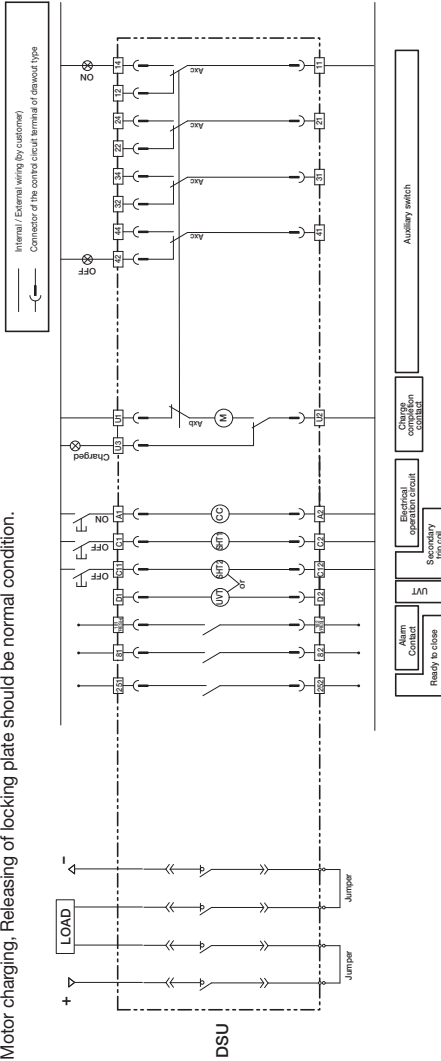 Motor charging, Releasing of locking plate should be normal condition.
Internal / External wiring (by customer)
Connector of the control circuit terminal of drawout type
+
LOAD
−
OFF
OFF
ON
Charged
OFF
ON
251
81
D1
C11
C1
A1
U3
U1
42
44
32
34
22
24
12
14
UVT
or
SHT2
SHT1
CC
M
Axb
Axc
Axc
Axc
Axc
DSU
252
82
D2
C12
C2
A2
U2
41
31
21
11
Jumper
Jumper
Ready to close
Alarm
Contact
UVT
Secondary
trip coil
Electrical
operation circuit
Charge
completion
contact
Auxiliary switch